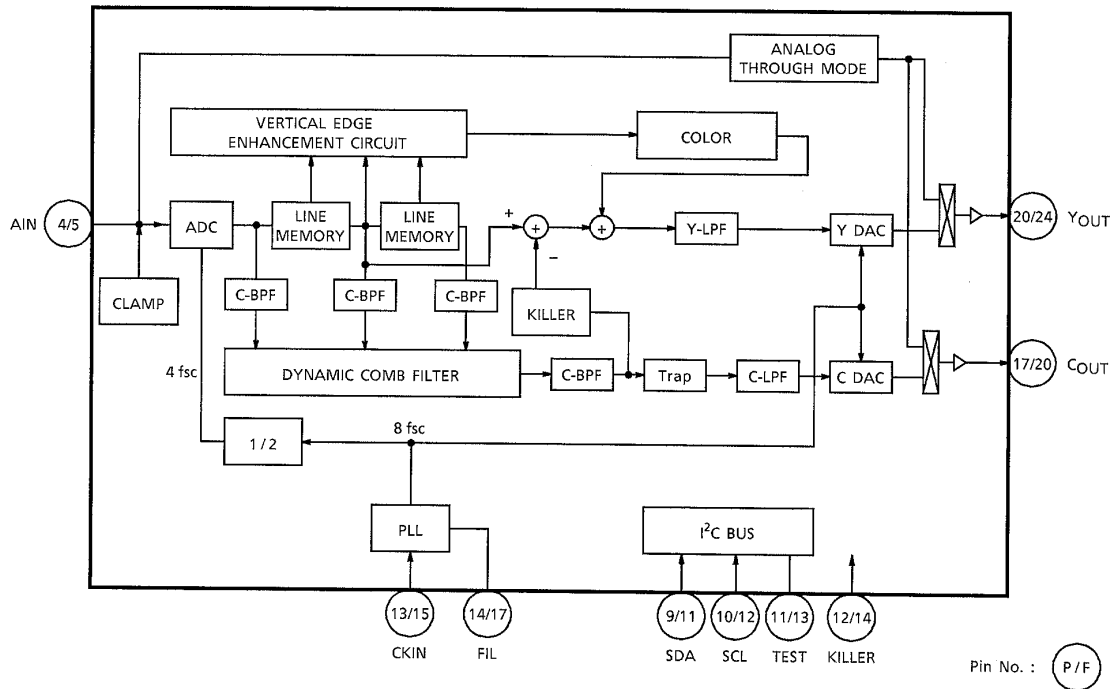 ANALOG
THROUGH MODE
VERTICAL EDGE
ENHANCEMENT CIRCUIT
COLOR
AIN
4/5
ADC
LINE
MEMORY
LINE
MEMORY
+
+
+
−
Y-LPF
Y DAC
20/24
YOUT
CLAMP
C-BPF
C-BPF
C-BPF
KILLER
4 fsc
DYNAMIC COMB FILTER
C-BPF
Trap
C-LPF
C DAC
17/20
COUT
1/2
8 fsc
PLL
I²C BUS
13/15
14/17
9/11
10/12
11/13
12/14
CKIN
FIL
SDA
SCL
TEST
KILLER
Pin No. :
P/F